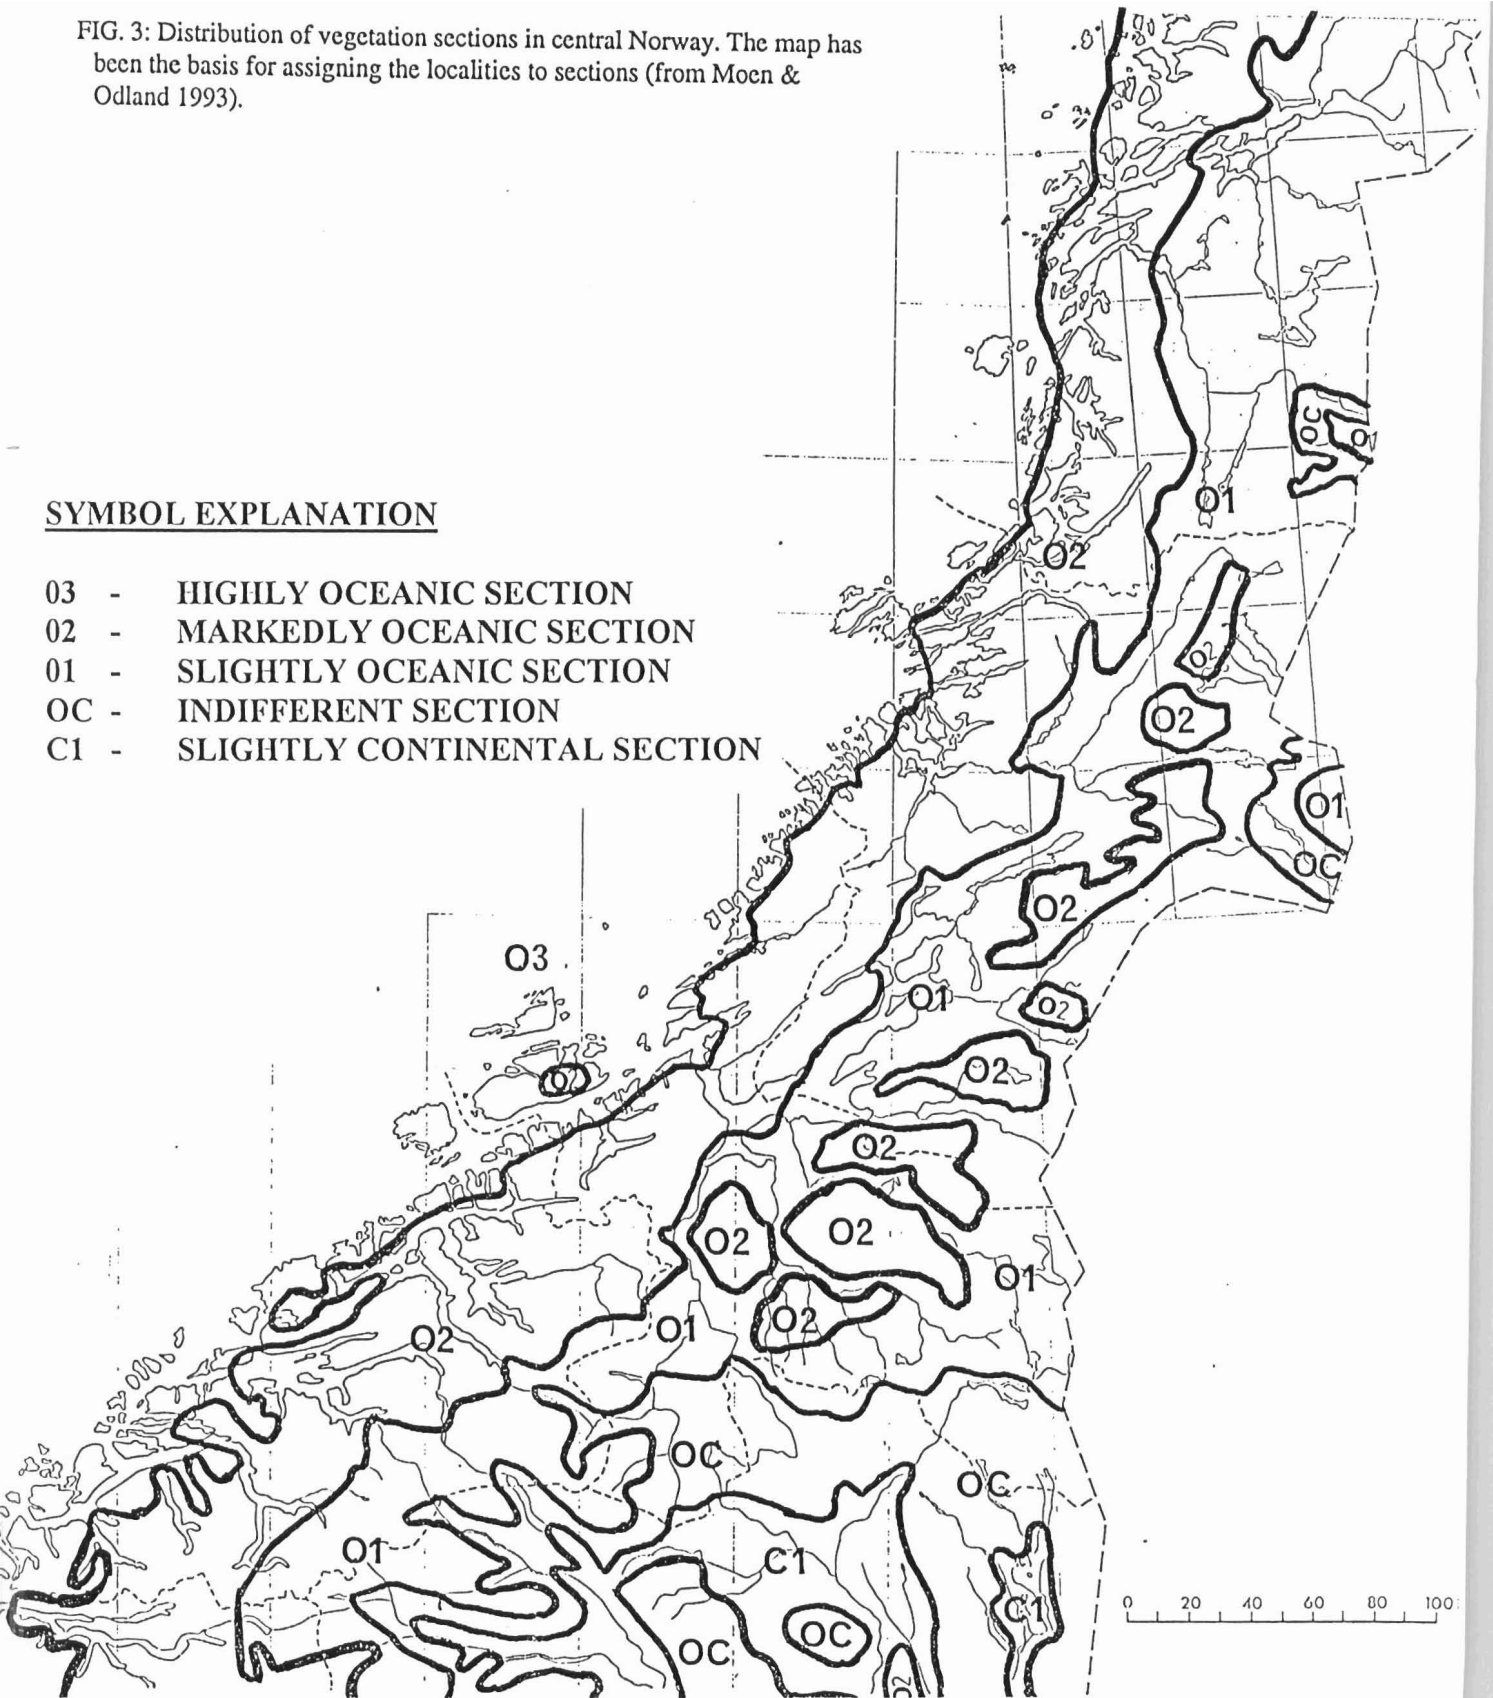 FIG. 3: Distribution of vegetation sections in central Norway. The map has
been the basis for assigning the localities to sections (from Moen &
Odland 1993).
SYMBOL EXPLANATION
03 - HIGHLY OCEANIC SECTION
02 - MARKEDLY OCEANIC SECTION
01 - SLIGHTLY OCEANIC SECTION
OC - INDIFFERENT SECTION
C1 - SLIGHTLY CONTINENTAL SECTION
OC
O1
O1
O2
O2
O2
O1
OC
O2
O3
O1
O2
O2
O2
O2
O2
O2
O1
O2
O1
O2
OC
OC
O1
C1
C1
OC
OC
O2
0 20 40 60 80 100